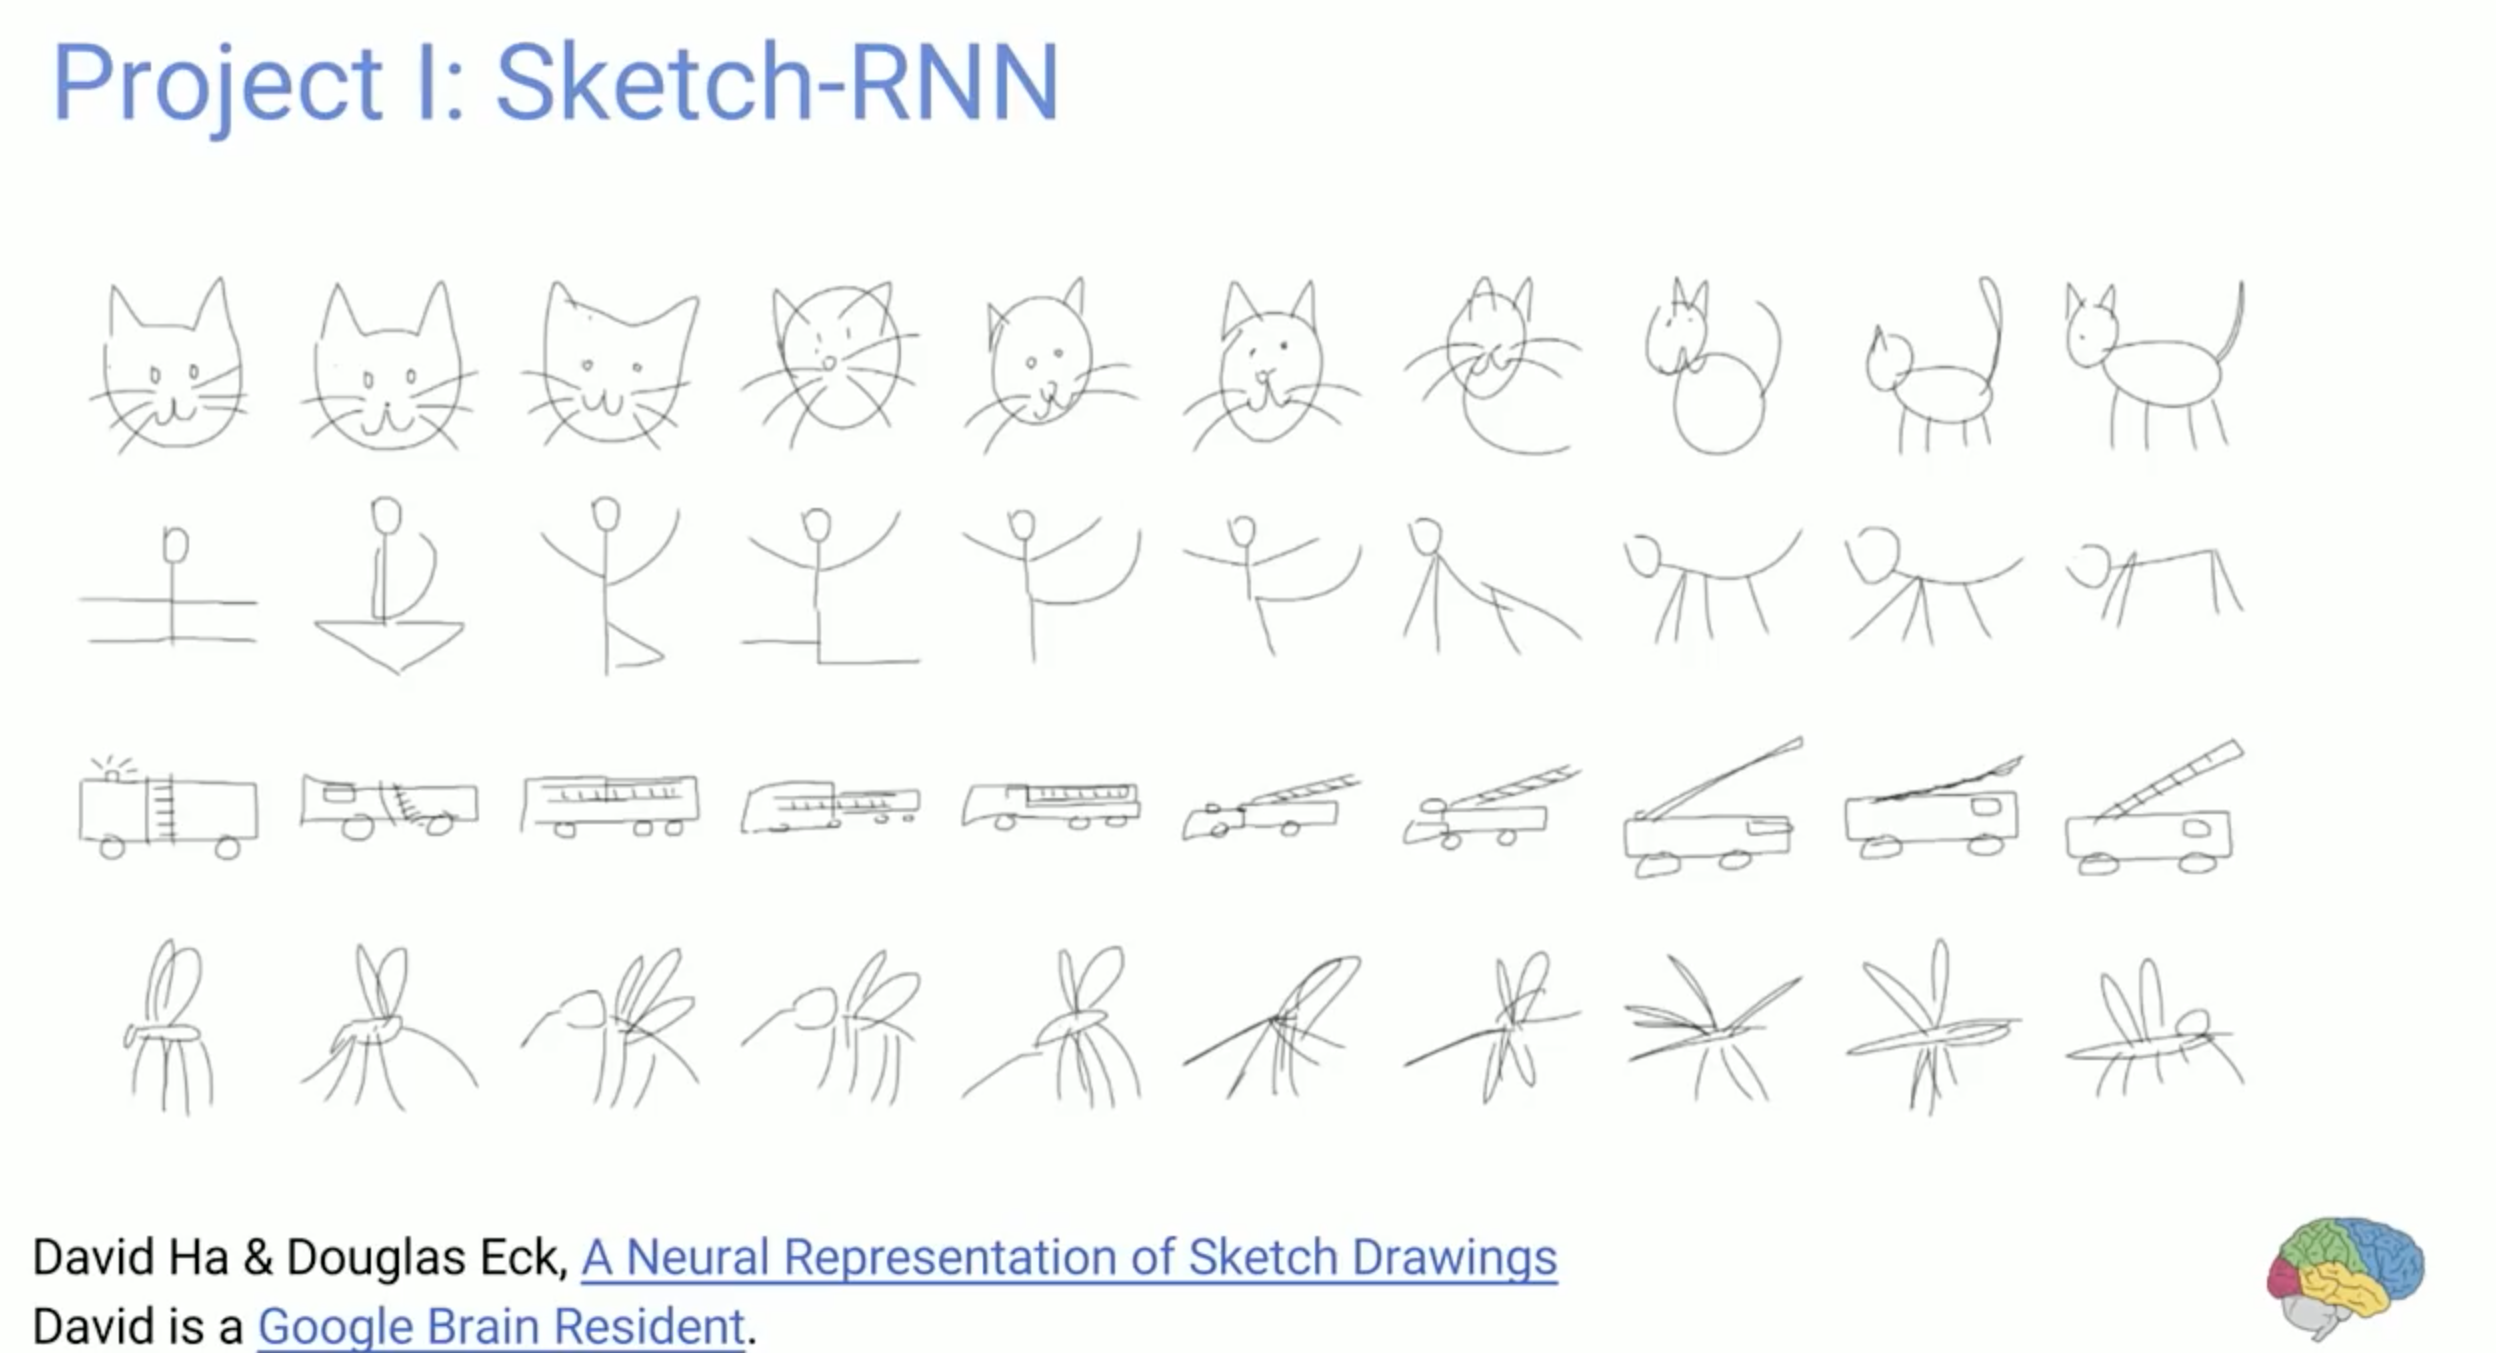 Project I: Sketch-RNN
David Ha & Douglas Eck, A Neural Representation of Sketch Drawings
David is a Google Brain Resident.